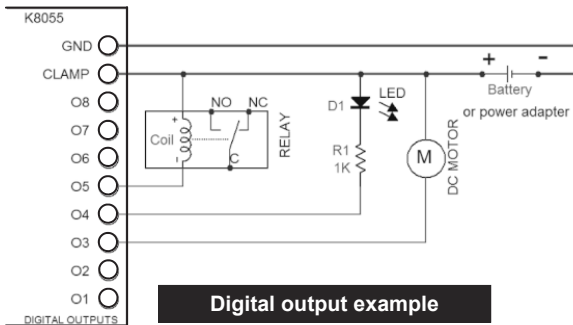 K8055
GND
CLAMP
O8
O7
O6
O5
O4
O3
O2
O1
DIGITAL OUTPUTS
+
Coil
-
NO
NC
C
RELAY
D1
LED
R1
1K
M
DC MOTOR
+
-
Battery
or power adapter
Digital output example